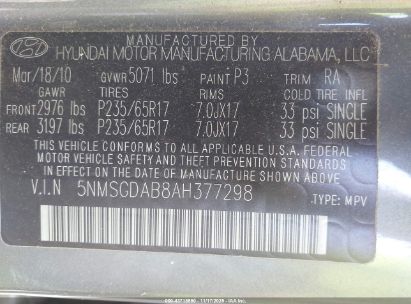 HYUNDAI MOTOR MANUFACTURING ALABAMA, LLC
Mar/18/10 GVWR 5071 lbs PAINT P3 TRIM RA
GAWR TIRES RIMS COLD TIRE INFL
FRONT 2976 lbs P235/65R17 7.0JX17 33 psi SINGLE
REAR 3197 lbs P235/65R17 7.0JX17 33 psi SINGLE
THIS VEHICLE CONFORMS TO ALL APPLICABLE U.S.A. FEDERAL
MOTOR VEHICLE SAFETY, BUMPER, AND THEFT PREVENTION STANDARDS IN
EFFECT ON THE DATE OF MANUFACTURE SHOWN ABOVE.
V.I.N 5NMSGDAB8AH377298 TYPE: MPV